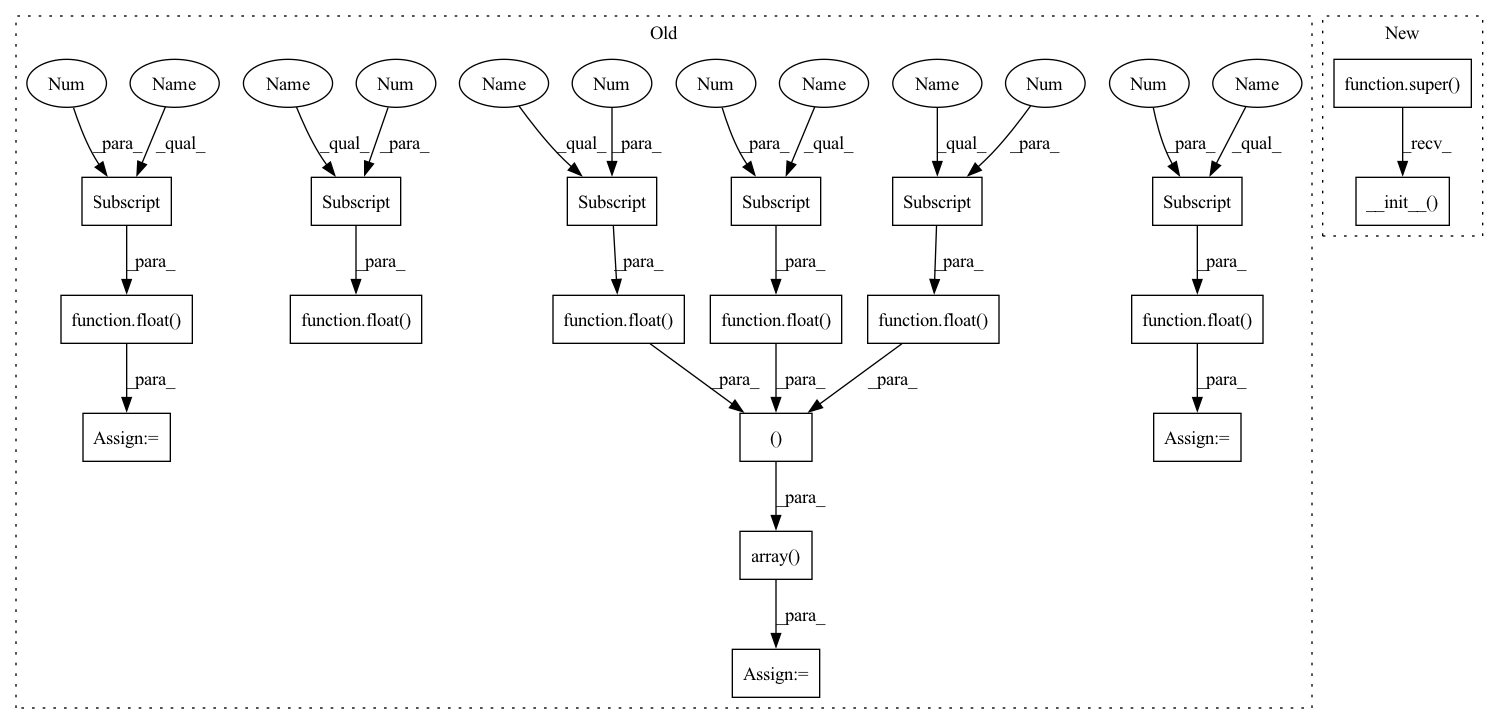 Old New
Num Name Name Num Name Num Num Name Name Num Num Name function.super()
_para_ _qual_ _qual_ _para_ _qual_ _para_ _para_ _qual_ _qual_ _para_ _para_ _qual_ _recv_
Subscript Subscript Subscript Subscript Subscript Subscript __init__()
_para_ _para_ _para_ _para_ _para_ _para_
function.float() function.float() function.float() function.float() function.float() function.float()
_para_ _para_ _para_ _para_ _para_
Assign:= () Assign:=
_para_
array()
_para_
Assign:=